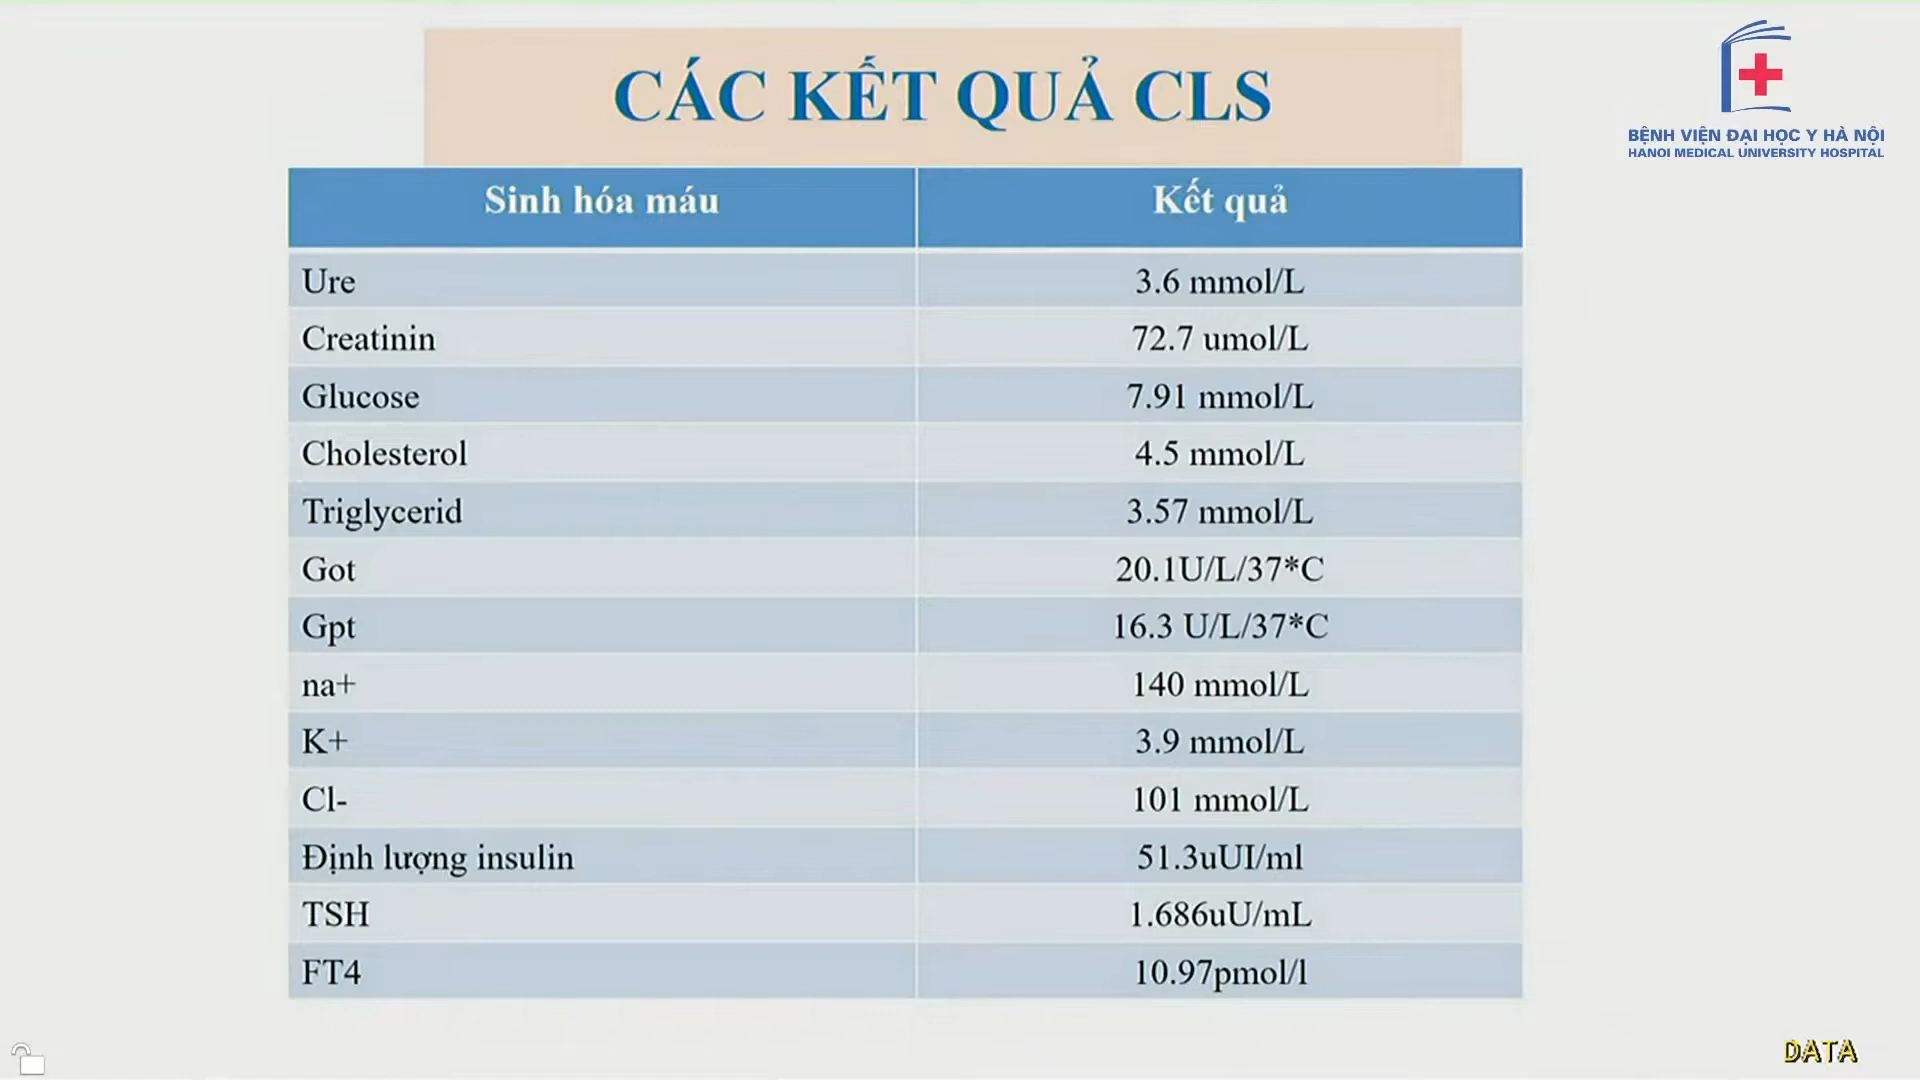 CÁC KẾT QUẢ CLS
BỆNH VIỆN ĐẠI HỌC Y HÀ NỘI
HANOI MEDICAL UNIVERSITY HOSPITAL
Sinh hóa máu Kết quả
Ure 3.6 mmol/L
Creatinin 72.7 umol/L
Glucose 7.91 mmol/L
Cholesterol 4.5 mmol/L
Triglycerid 3.57 mmol/L
Got 20.1U/L/37*C
Gpt 16.3 U/L/37*C
na+ 140 mmol/L
K+ 3.9 mmol/L
Cl- 101 mmol/L
Định lượng insulin 51.3uUI/ml
TSH 1.686uU/mL
FT4 10.97pmol/l
DATA